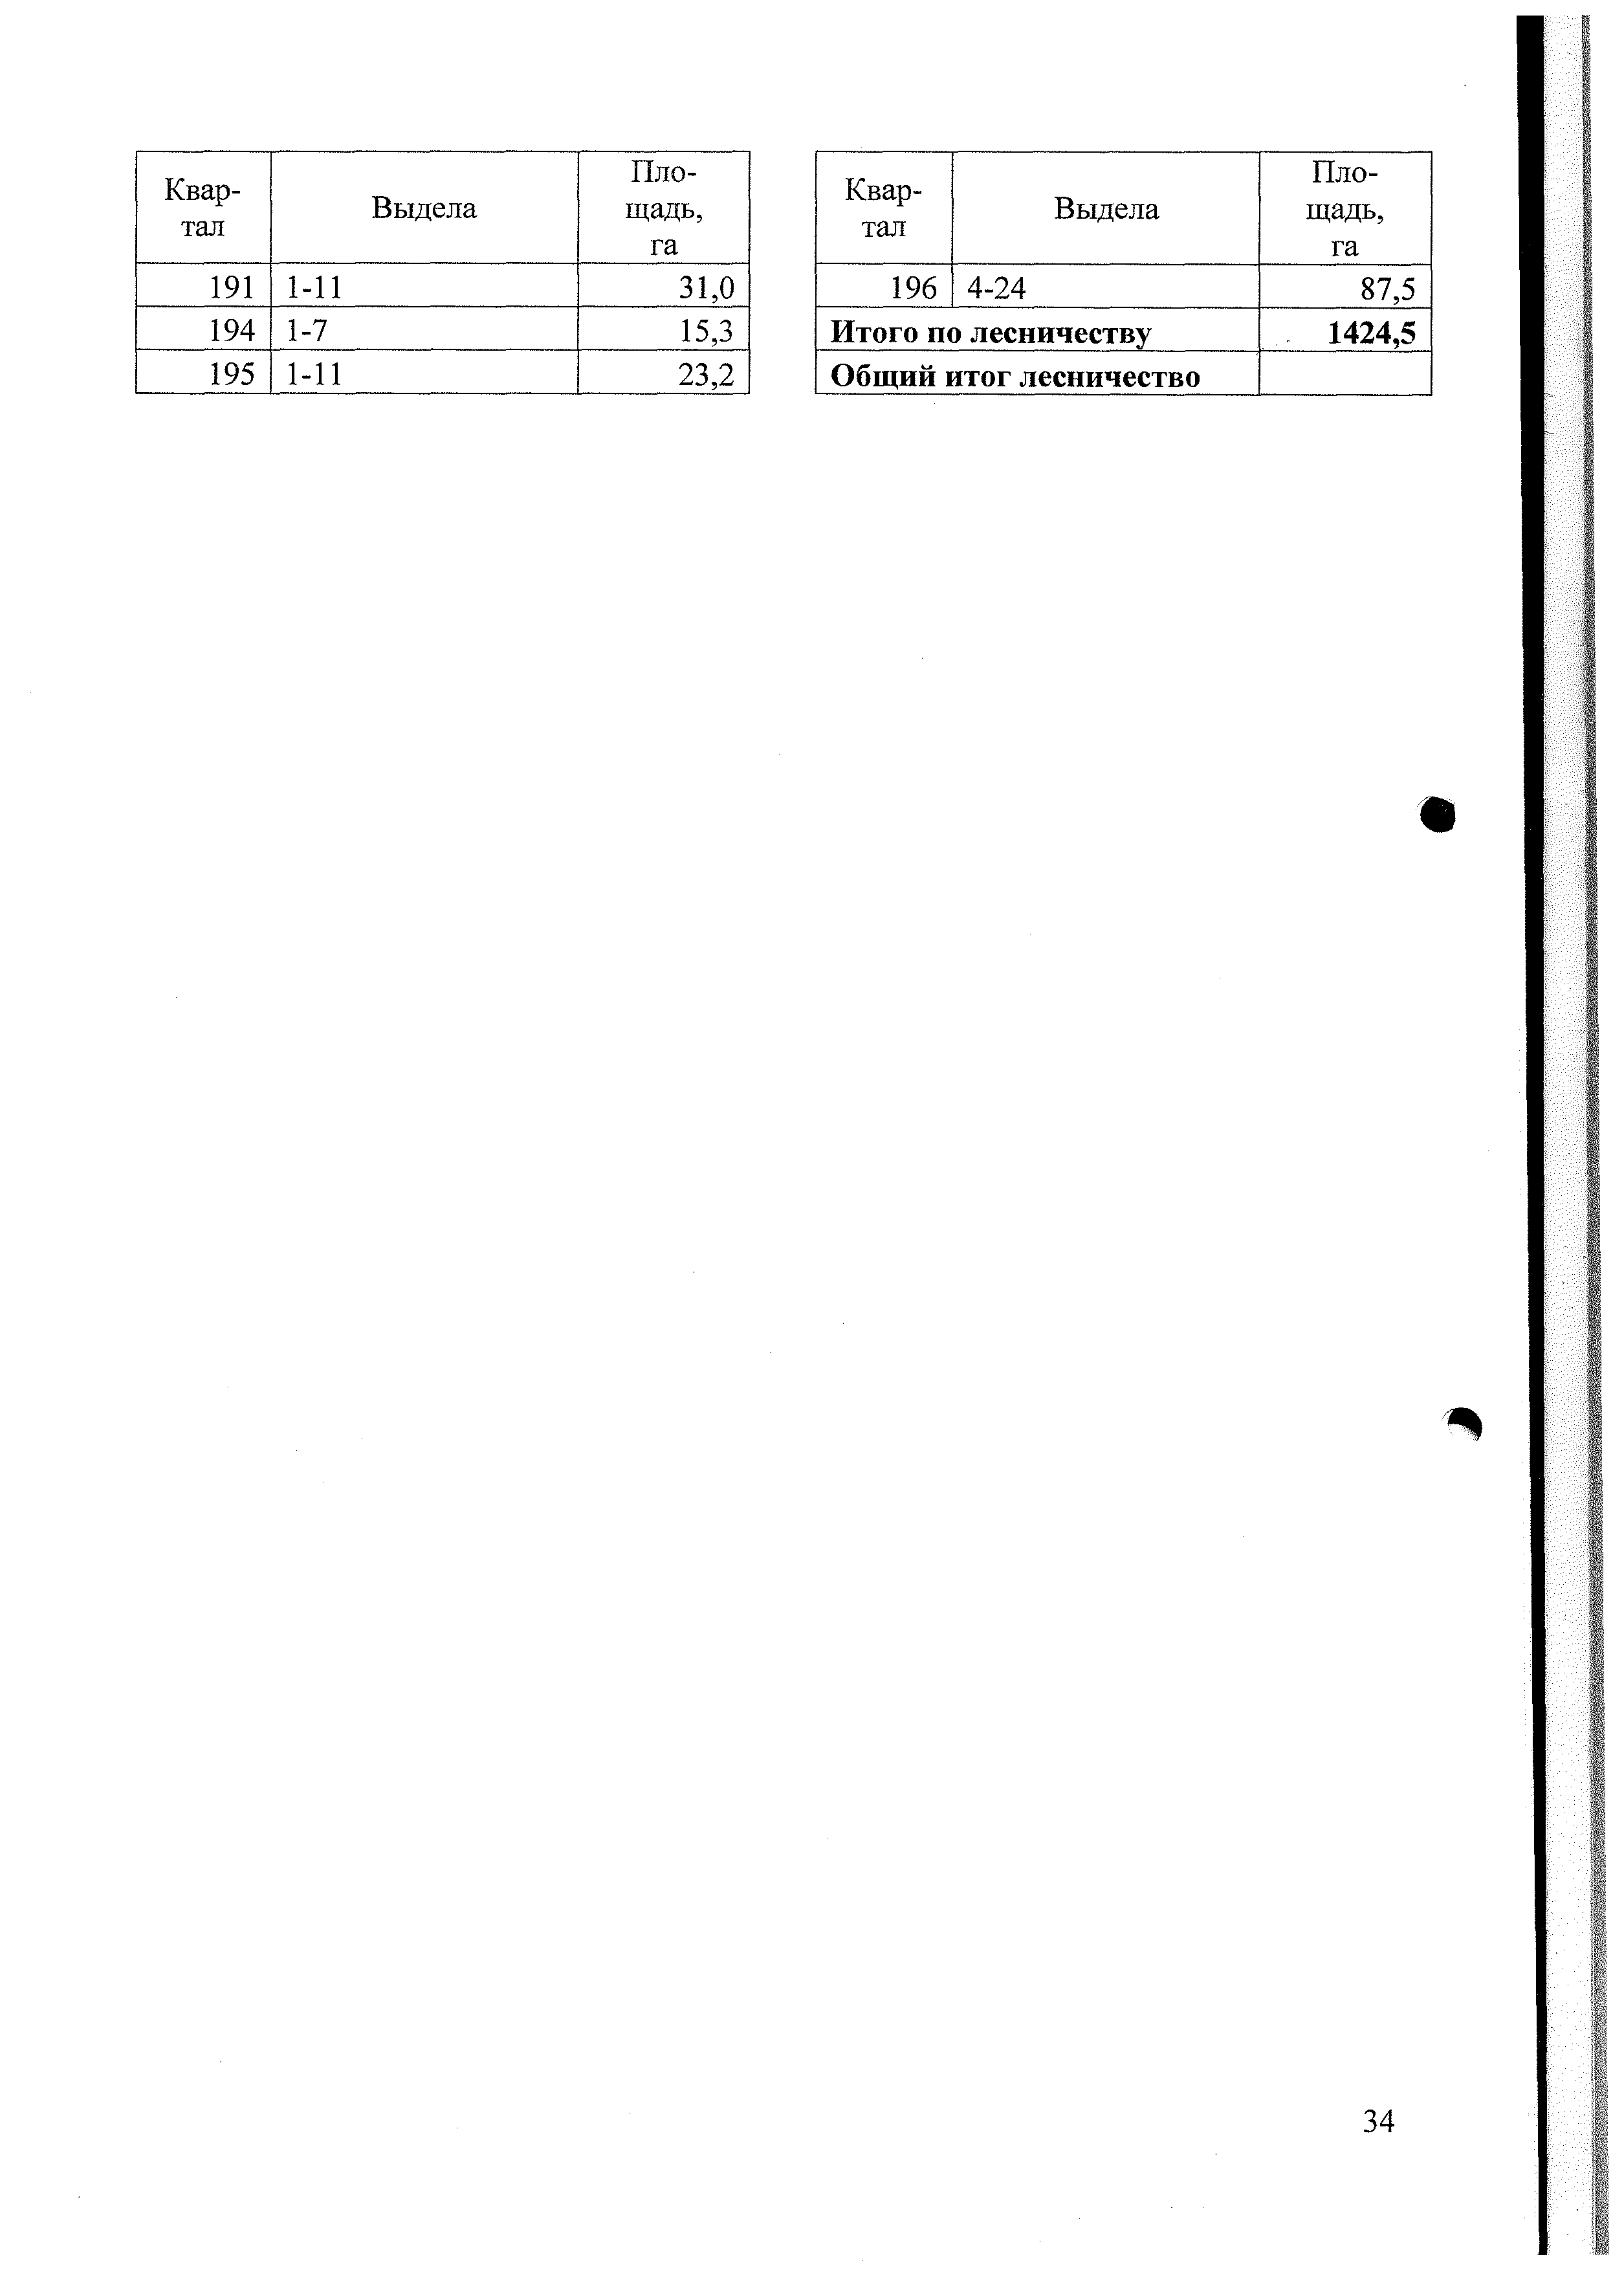 Квар-
тал
Выдела
Пло-
щадь,
га
191 1-11 31,0
194 1-7 15,3
195 1-11 23,2
Квар-
тал
Выдела
Пло-
щадь,
га
196 4-24 87,5
Итого по лесничеству 1424,5
Общий итог лесничество
34